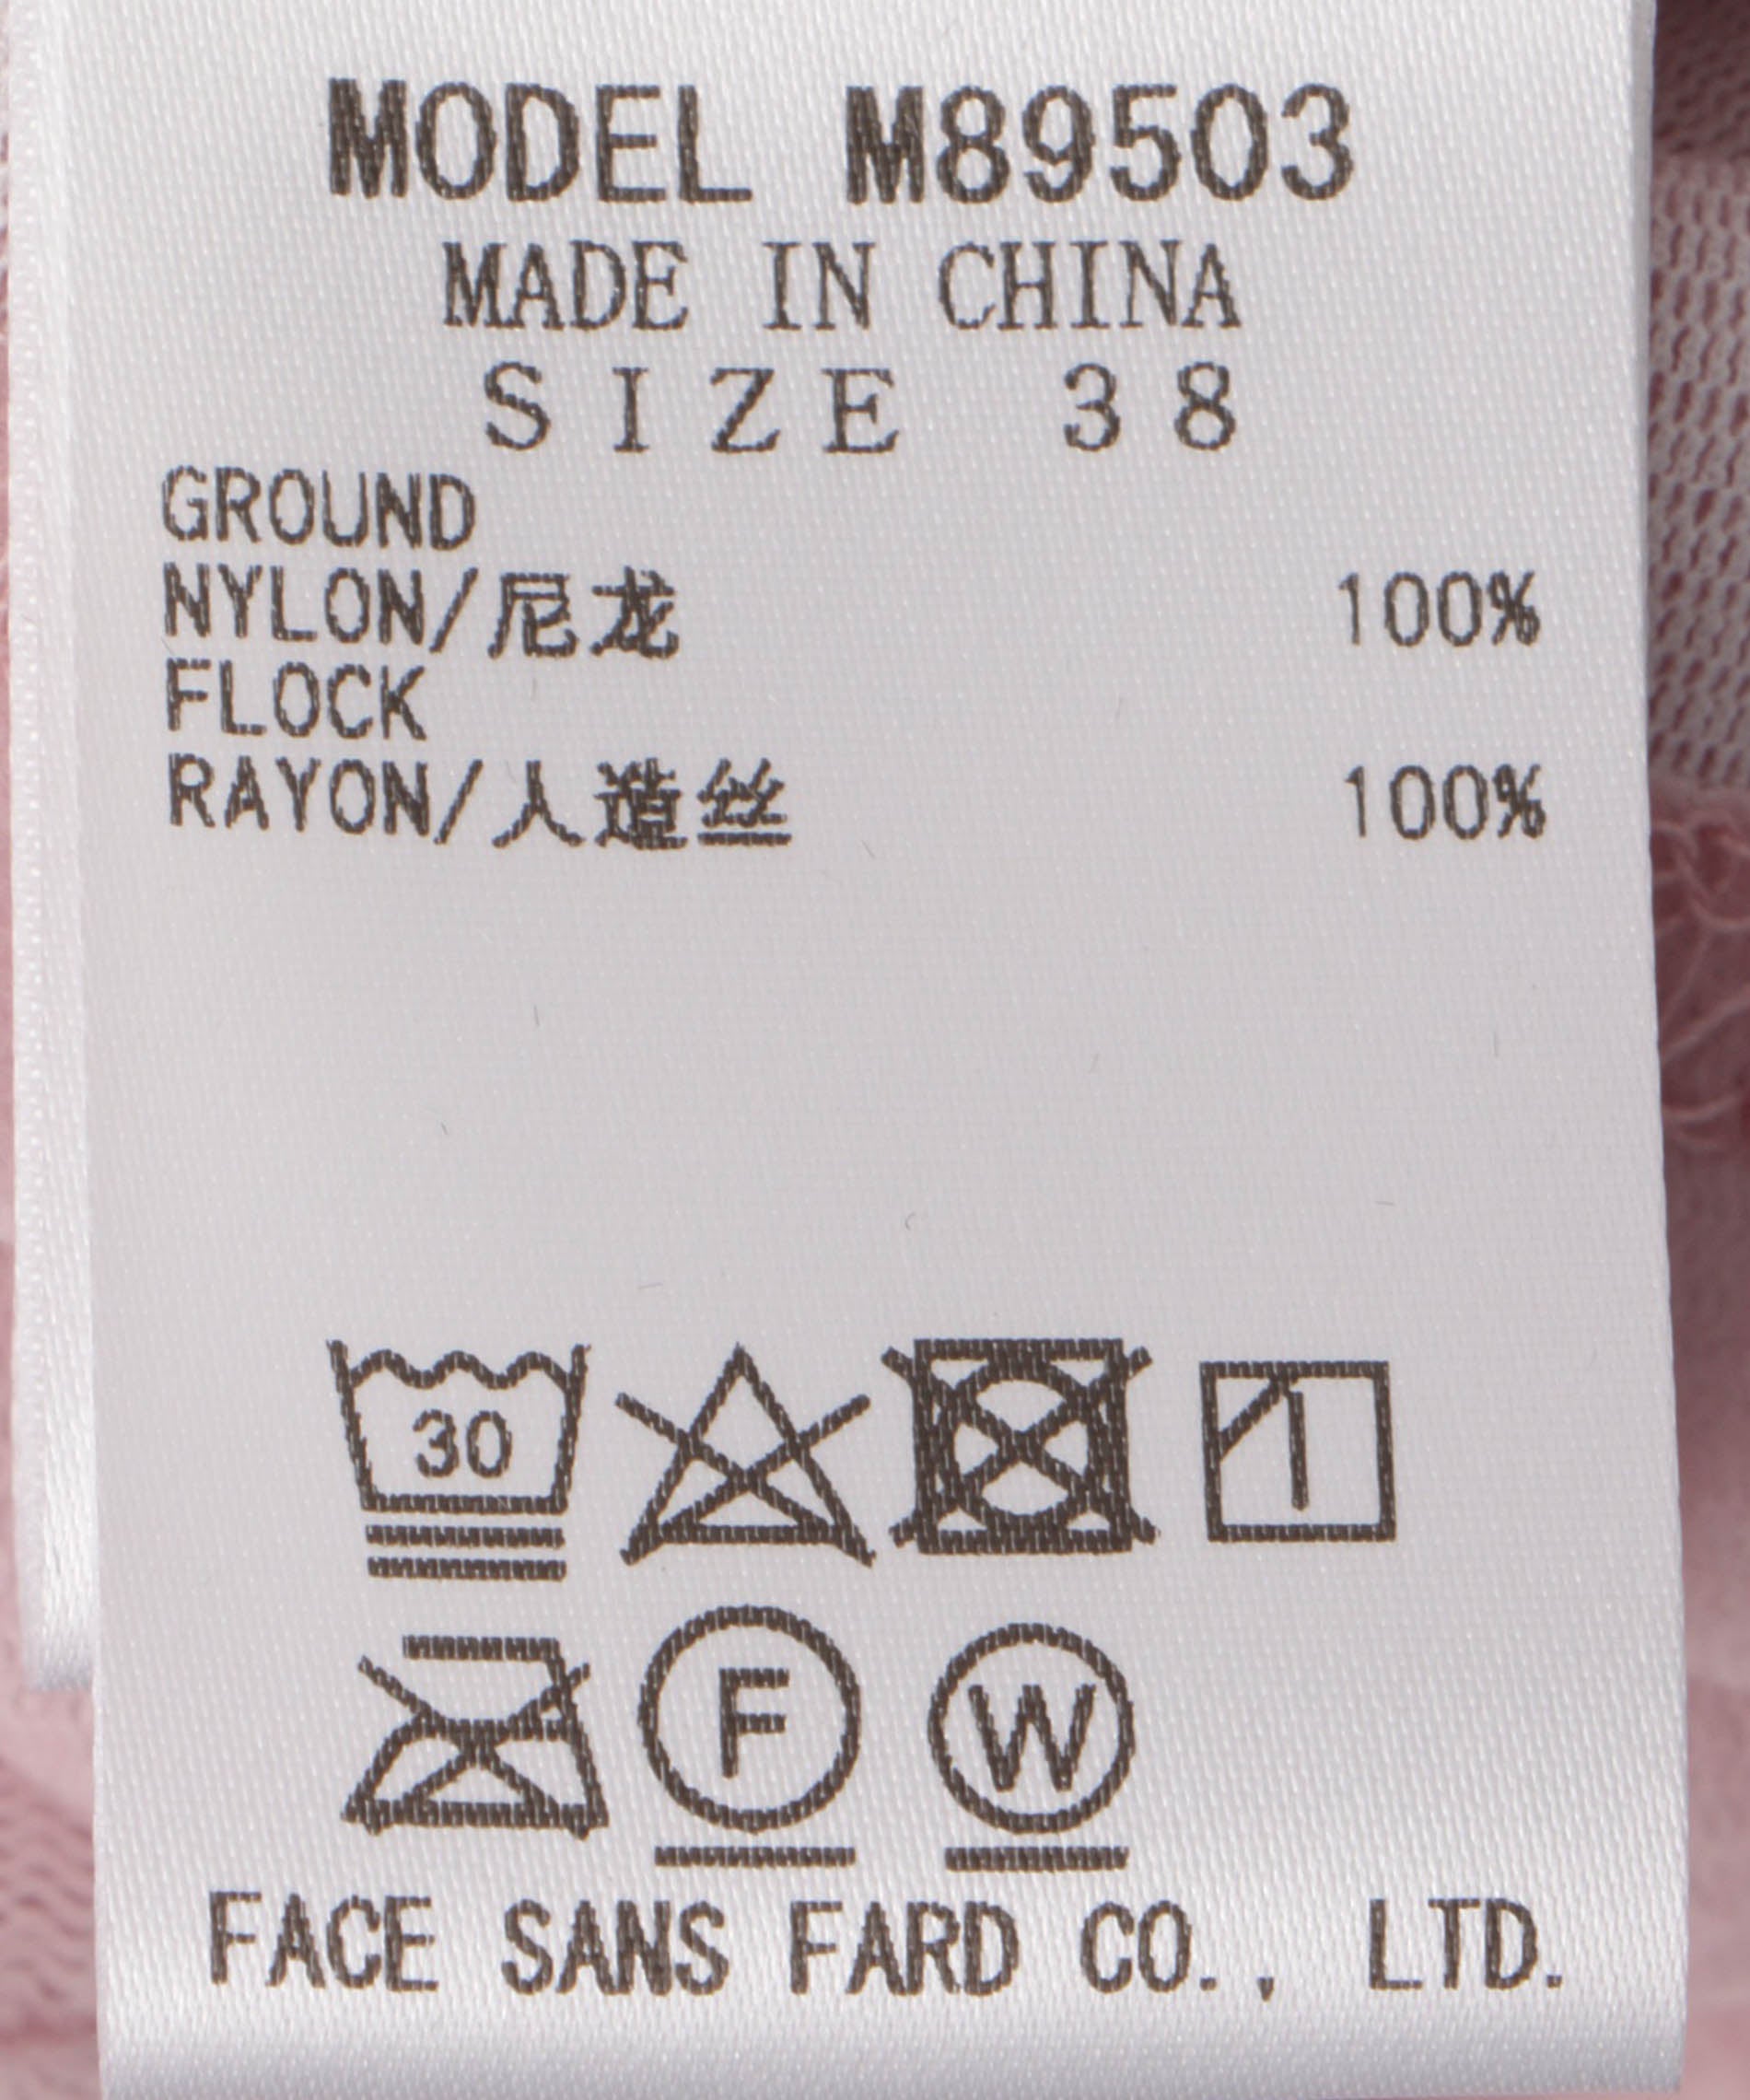 MODEL M89503
MADE IN CHINA
SIZE 38
GROUND
NYLON/尼龙 100%
FLOCK
RAYON/人造丝 100%
30
F W
FACE SANS FARD CO., LTD.